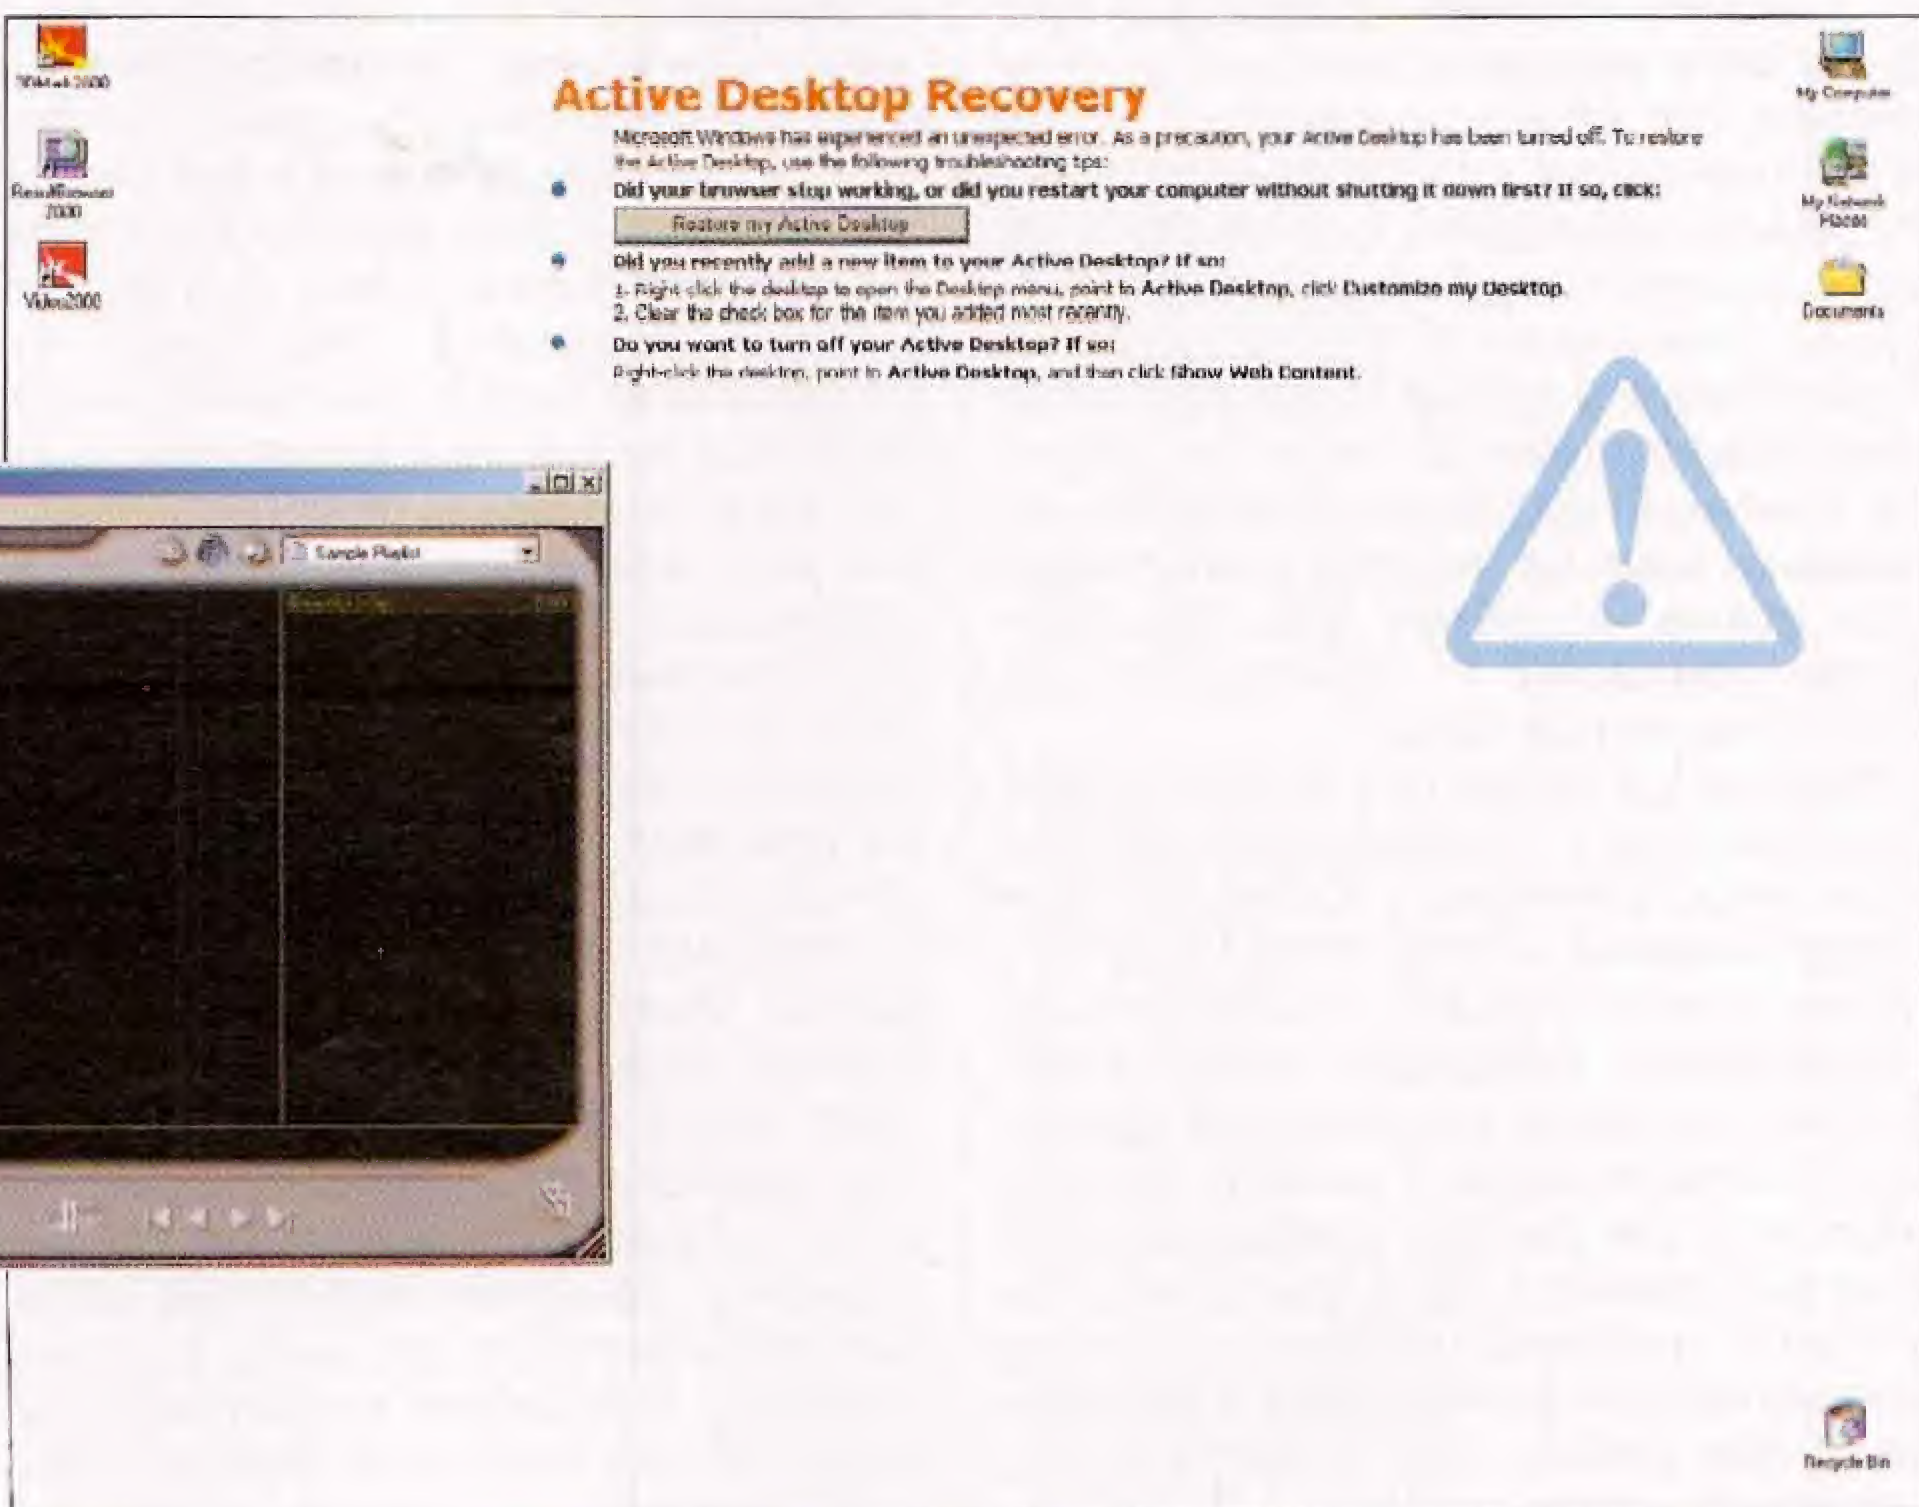 Active Desktop Recovery
Microsoft Windows has experienced an unexpected error. As a precaution, your Active Desktop has been turned off. To restore
the Active Desktop, use the following troubleshooting tips:
Did your browser stop working, or did you restart your computer without shutting it down first? If so, click:
Restore my Active Desktop
Did you recently add a new item to your Active Desktop? If so:
1. Right click the desktop to open the Desktop menu, point to Active Desktop, click Customize my Desktop.
2. Clear the check box for the item you added most recently.
Do you want to turn off your Active Desktop? If so:
Right-click the desktop, point to Active Desktop, and then click Show Web Content.
2000
ResultBrowser
2000
Video2000
My Computer
My Network
Places
Documents
Sample Playlist
Recycle Bin